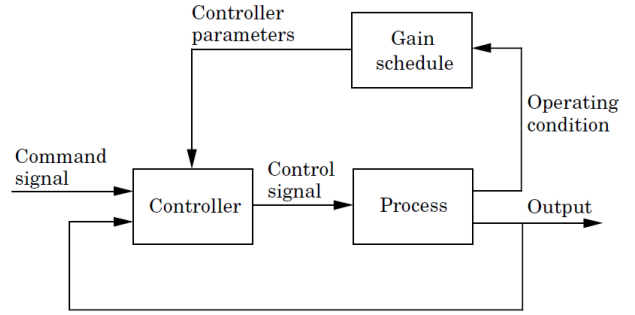 Controller
parameters
Gain
schedule
Operating
condition
Command
signal
Controller
Control
signal
Process
Output